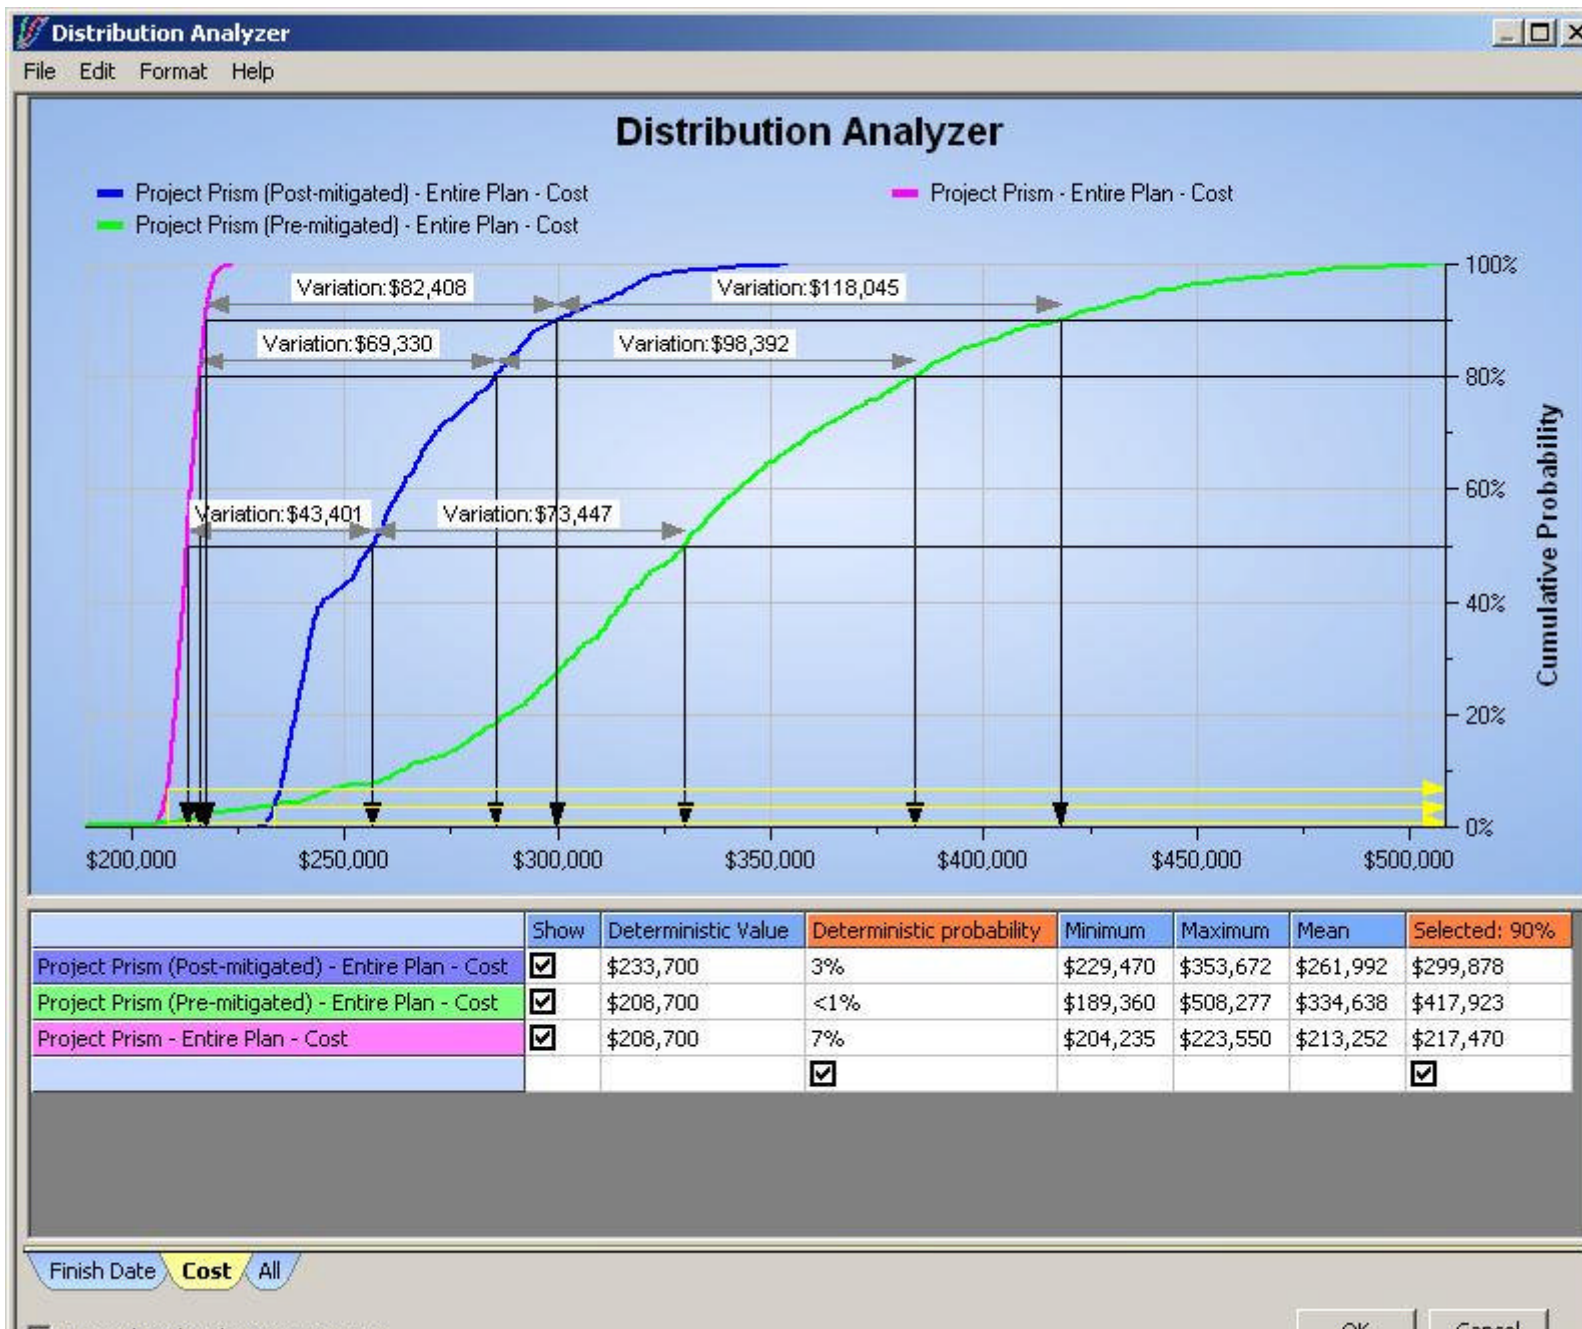 Distribution Analyzer
File Edit Format Help
Distribution Analyzer
Project Prism (Post-mitigated) - Entire Plan - Cost
Project Prism - Entire Plan - Cost
Project Prism (Pre-mitigated) - Entire Plan - Cost
100%
Variation:$82,408
Variation:$118,045
Variation:$69,330
Variation:$98,392
80%
60%
Variation:$43,401
Variation:$73,447
40%
20%
0%
Cumulative Probability
$200,000 $250,000 $300,000 $350,000 $400,000 $450,000 $500,000
Show Deterministic Value Deterministic probability Minimum Maximum Mean Selected: 90%
Project Prism (Post-mitigated) - Entire Plan - Cost $233,700 3% $229,470 $353,672 $261,992 $299,878
Project Prism (Pre-mitigated) - Entire Plan - Cost $208,700 <1% $189,360 $508,277 $334,638 $417,923
Project Prism - Entire Plan - Cost $208,700 7% $204,235 $223,550 $213,252 $217,470
Finish Date Cost All
OK Cancel